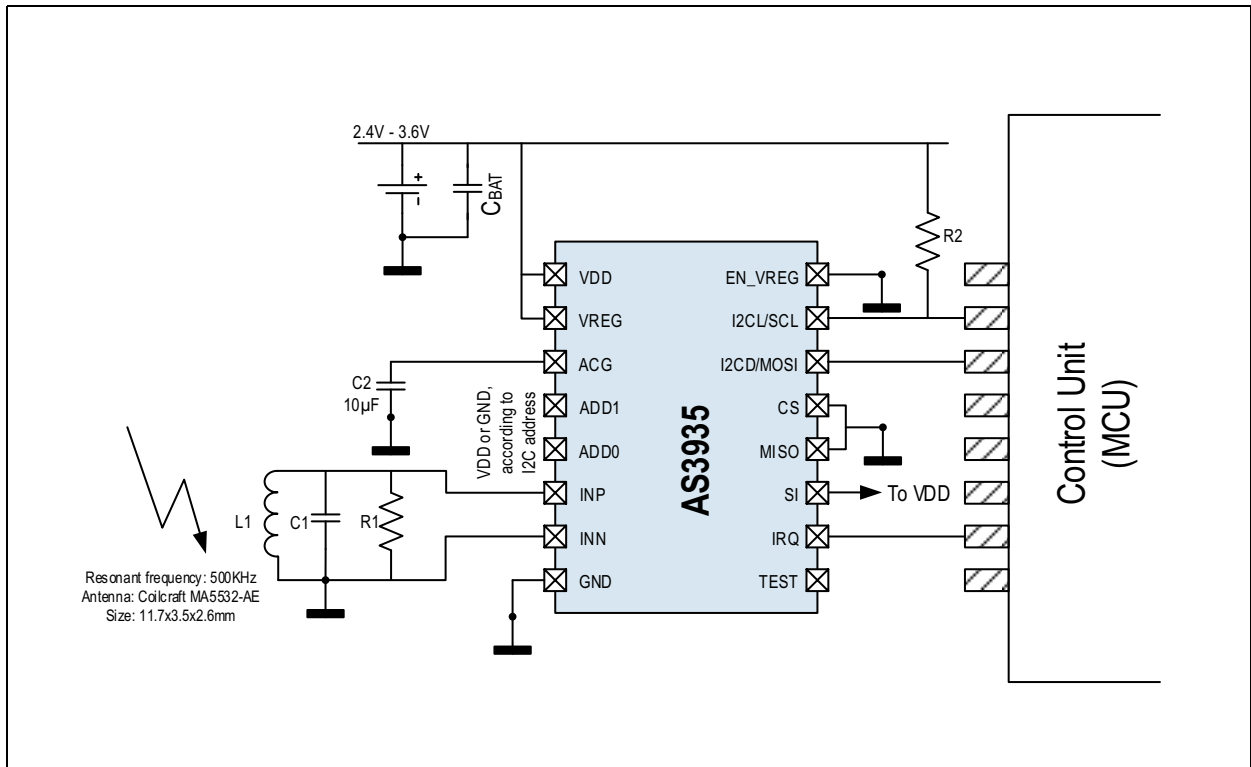 2.4V - 3.6V
+
–
CBAT
R2
VDD
VREG
ACG
ADD1
ADD0
INP
INN
GND
AS3935
EN_VREG
I2CL/SCL
I2CD/MOSI
CS
MISO
SI
IRQ
TEST
To VDD
C2
10µF
VDD or GND,
according to
I2C address
L1
C1
R1
Resonant frequency: 500KHz
Antenna: Coilcraft MA5532-AE
Size: 11.7x3.5x2.6mm
Control Unit
(MCU)